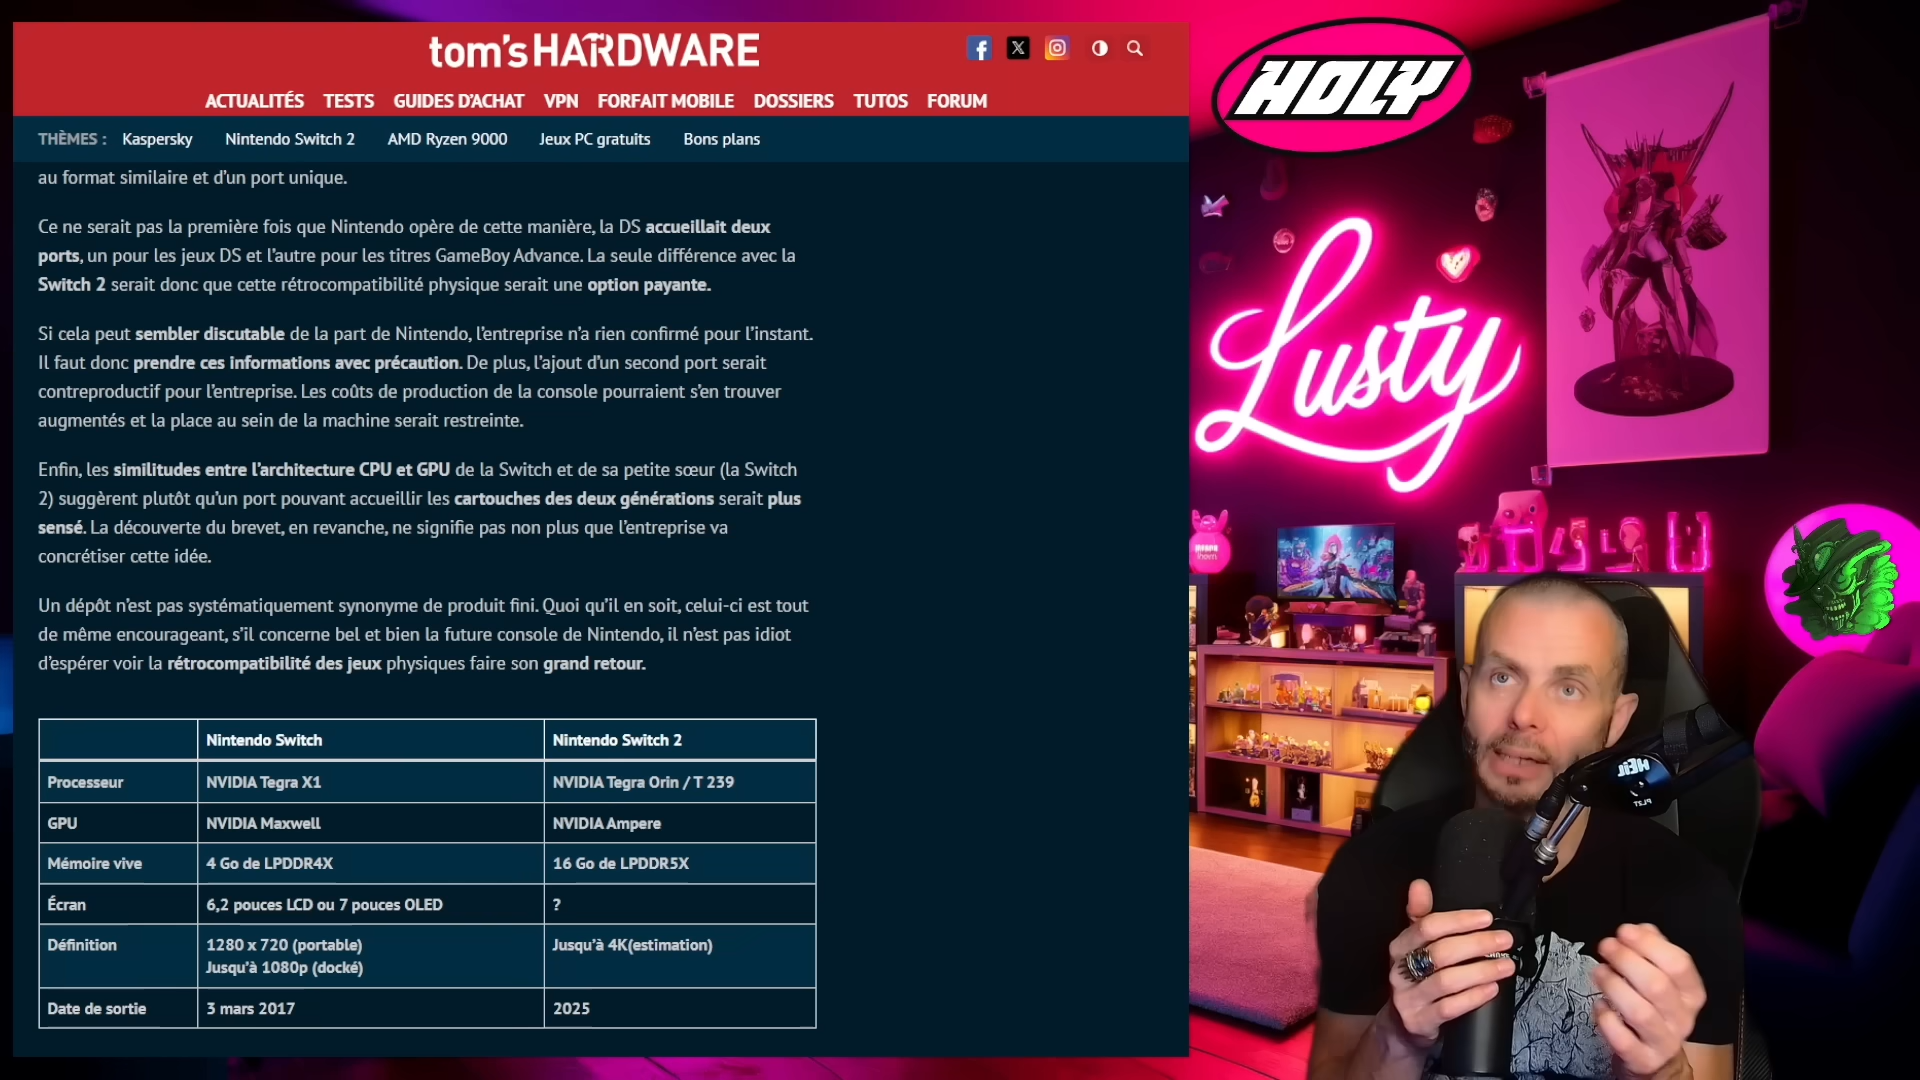 tom's HARDWARE
ACTUALITÉS TESTS GUIDES D'ACHAT VPN FORFAIT MOBILE DOSSIERS TUTOS FORUM
THÈMES : Kaspersky Nintendo Switch 2 AMD Ryzen 9000 Jeux PC gratuits Bons plans
au format similaire et d'un port unique.
Ce ne serait pas la première fois que Nintendo opère de cette manière, la DS accueillait deux
ports, un pour les jeux DS et l'autre pour les titres GameBoy Advance. La seule différence avec la
Switch 2 serait donc que cette rétrocompatibilité physique serait une option payante.
Si cela peut sembler discutable de la part de Nintendo, l'entreprise n'a rien confirmé pour l'instant.
Il faut donc prendre ces informations avec précaution. De plus, l'ajout d'un second port serait
contreproductif pour l'entreprise. Les coûts de production de la console pourraient s'en trouver
augmentés et la place au sein de la machine serait restreinte.
Enfin, les similitudes entre l'architecture CPU et GPU de la Switch et de sa petite sœur (la Switch
2) suggèrent plutôt qu'un port pouvant accueillir les cartouches des deux générations serait plus
sensé. La découverte du brevet, en revanche, ne signifie pas non plus que l'entreprise va
concrétiser cette idée.
Un dépôt n'est pas systématiquement synonyme de produit fini. Quoi qu'il en soit, celui-ci est tout
de même encourageant, s'il concerne bel et bien la future console de Nintendo, il n'est pas idiot
d'espérer voir la rétrocompatibilité des jeux physiques faire son grand retour.
Nintendo Switch Nintendo Switch 2
Processeur NVIDIA Tegra X1 NVIDIA Tegra Orin / T 239
GPU NVIDIA Maxwell NVIDIA Ampere
Mémoire vive 4 Go de LPDDR4X 16 Go de LPDDR5X
Écran 6,2 pouces LCD ou 7 pouces OLED ?
Définition 1280 x 720 (portable) Jusqu'à 4K(estimation)
Jusqu'à 1080p (docké)
Date de sortie 3 mars 2017 2025
HOLY
Lusty
HEiL